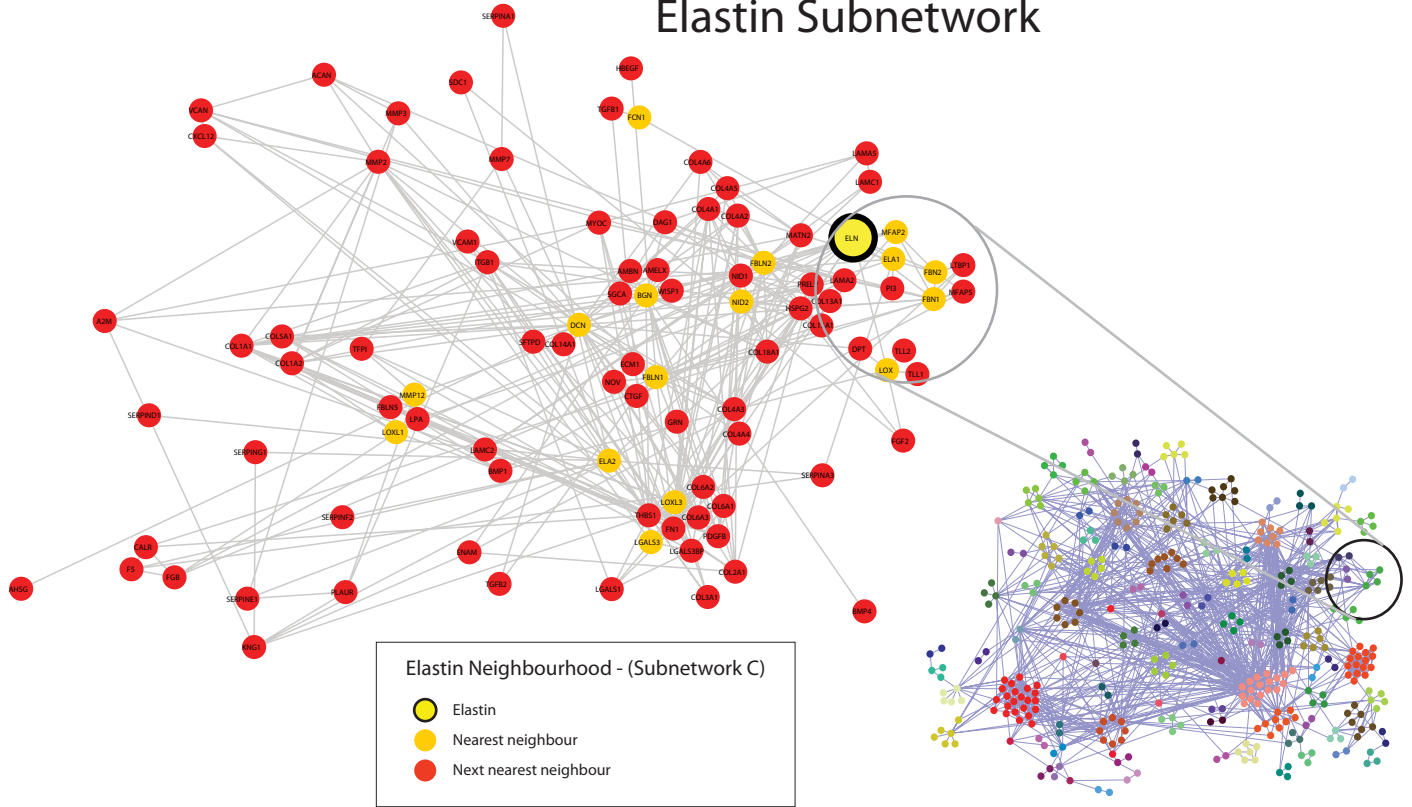 Elastin Subnetwork
SERPINA1
HBEGF
ACAN
SDC1
VCAN
MMP3
TGFB1
FCN1
CXCL12
MMP2
MMP7
COL4A6
LAMA5
LAMC1
COL4A5
COL4A1
COL4A2
MYOC
DAG1
MATN2
ELN
MFAP2
VCAM1
ITGB1
FBLN2
ELA1
AMBN
AMELX
NID1
FBN2
LTBP1
LAMA2
SGCA
BGN
WISP1
NID2
PI3
FBN1
MFAP5
COL13A1
HSPG2
A2M
DCN
COL5A1
COL1A1
COL1A2
TFPI
SFTPD
COL14A1
COL18A1
DPT
TLL2
LOX
TLL1
ECM1
NOV
FBLN1
CTGF
MMP12
FBLN5
LPA
LOXL1
SERPIND1
GRN
COL4A3
COL4A4
FGF2
SERPING1
LAMC2
BMP1
ELA2
SERPINA3
COL6A2
LOXL3
COL6A1
SERPINF2
THBS1
COL6A3
FN1
PDGFB
CALR
LGALS3
LGALS3BP
ENAM
F5
FGB
COL2A1
AHSG
SERPINE1
PLAUR
TGFB2
LGALS1
COL3A1
BMP4
KNG1
Elastin Neighbourhood - (Subnetwork C)
Elastin
Nearest neighbour
Next nearest neighbour